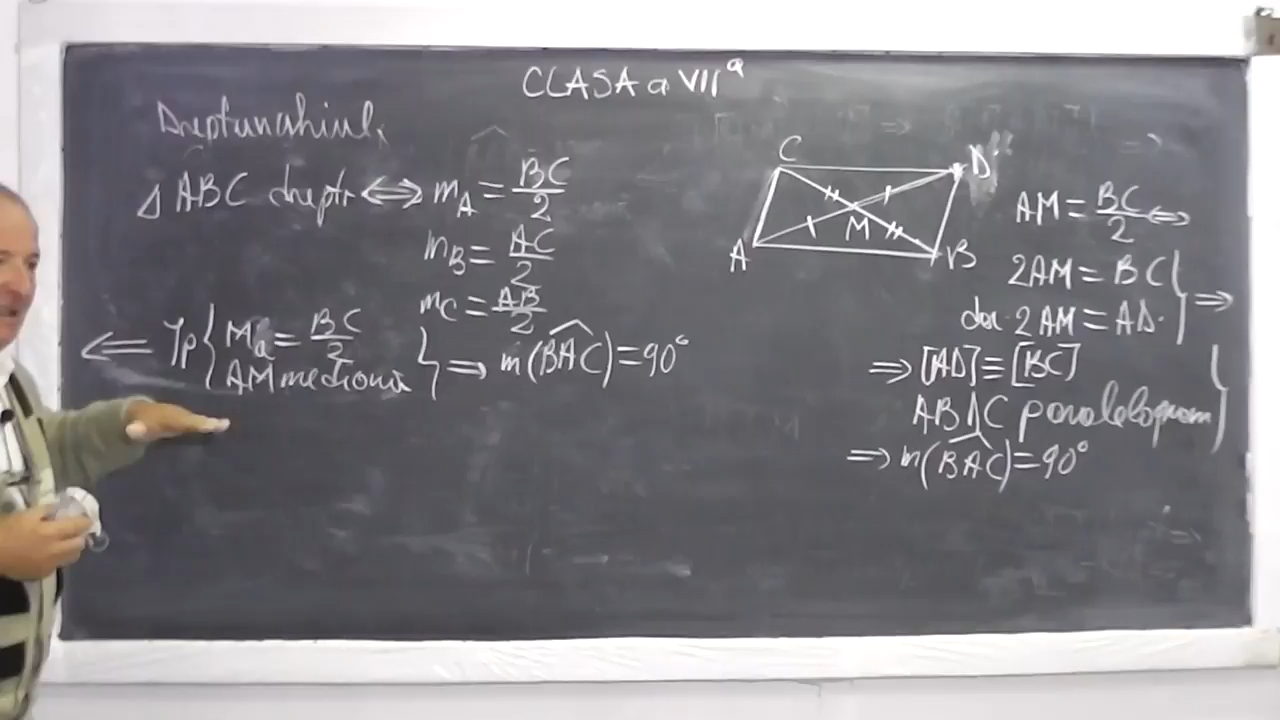 CLASA a VII ª
Dreptunghiul.
△ ABC drept ⟺ m_A = BC/2
m_B = AC/2
m_C = AB/2
⟸ Ip { M_a = BC/2
AM mediana } ⟹ m(BAC) = 90°
C D
A M B
AM = BC/2 ⟺
2AM = BC
dar 2AM = AD. } ⟹
⟹ [AD] ≡ [BC]
ABDC paralelogram }
⟹ m(BAC) = 90°